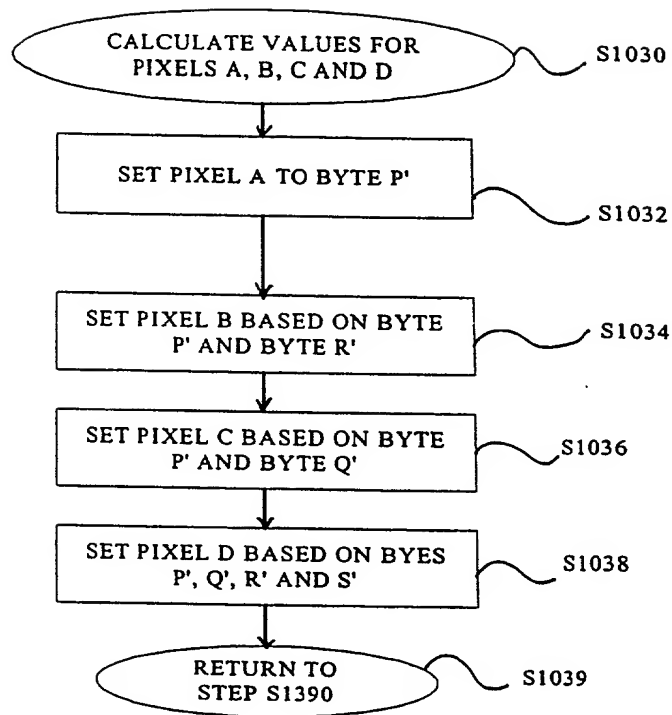 CALCULATE VALUES FOR
PIXELS A, B, C AND D
S1030
SET PIXEL A TO BYTE P'
S1032
SET PIXEL B BASED ON BYTE
P' AND BYTE R'
S1034
SET PIXEL C BASED ON BYTE
P' AND BYTE Q'
S1036
SET PIXEL D BASED ON BYES
P', Q', R' AND S'
S1038
RETURN TO
STEP S1390
S1039